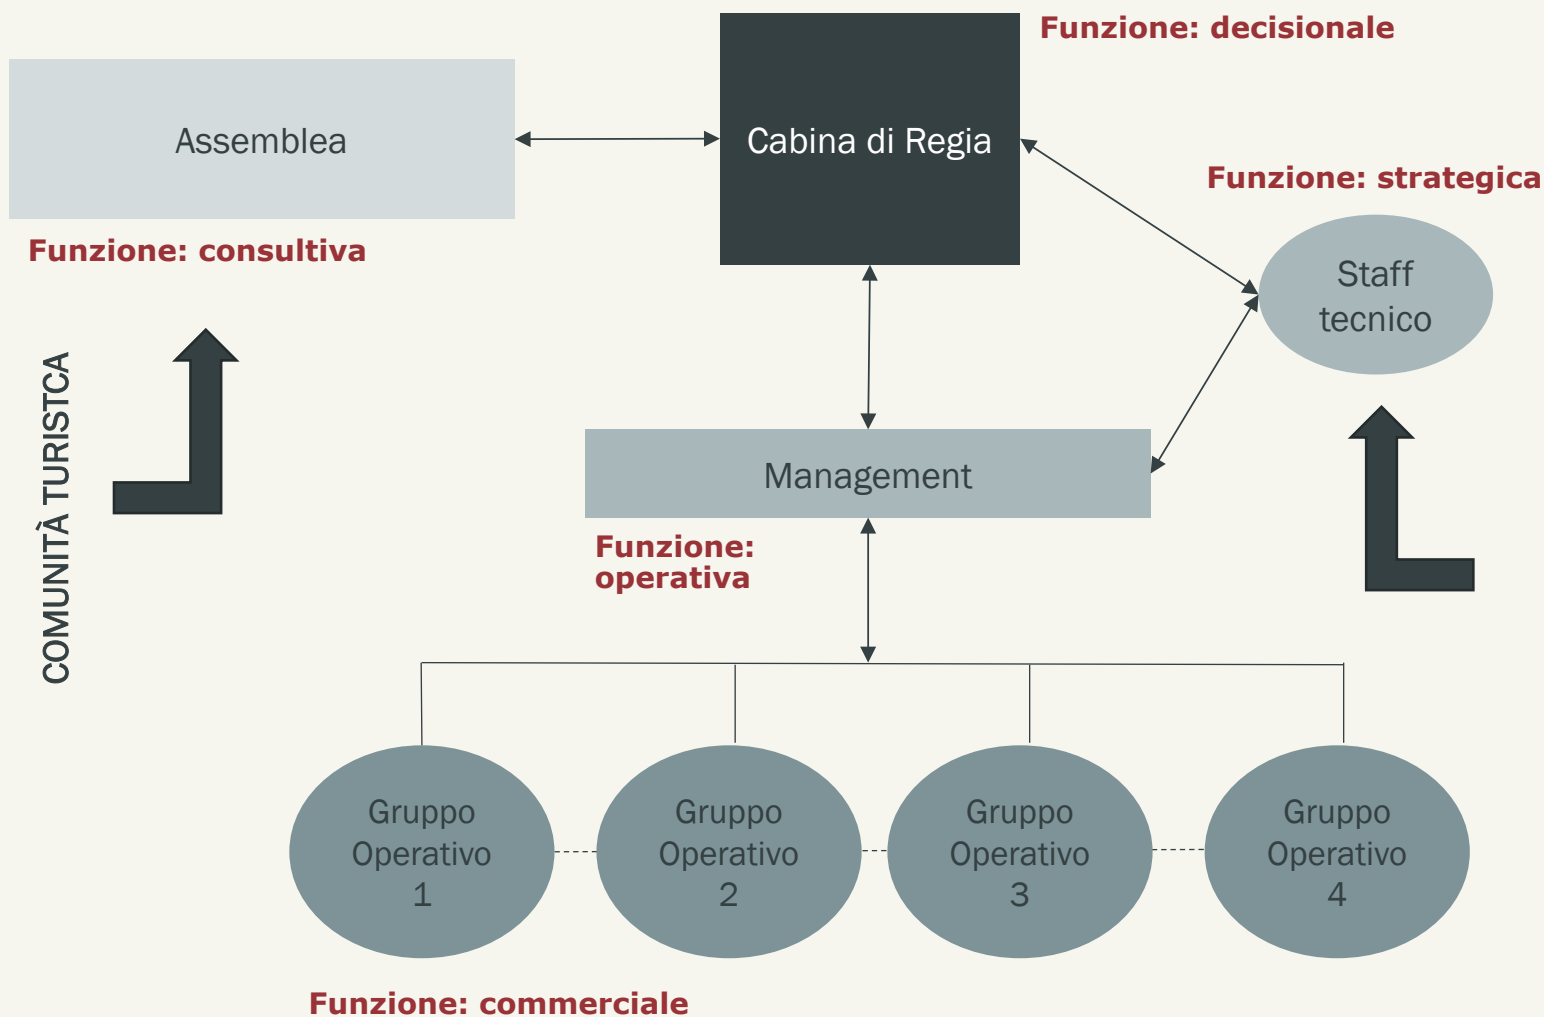 Funzione: decisionale
Assemblea
Cabina di Regia
Funzione: strategica
Funzione: consultiva
Staff
tecnico
COMUNITÀ TURISTCA
Management
Funzione:
operativa
Gruppo
Operativo
1
Gruppo
Operativo
2
Gruppo
Operativo
3
Gruppo
Operativo
4
Funzione: commerciale